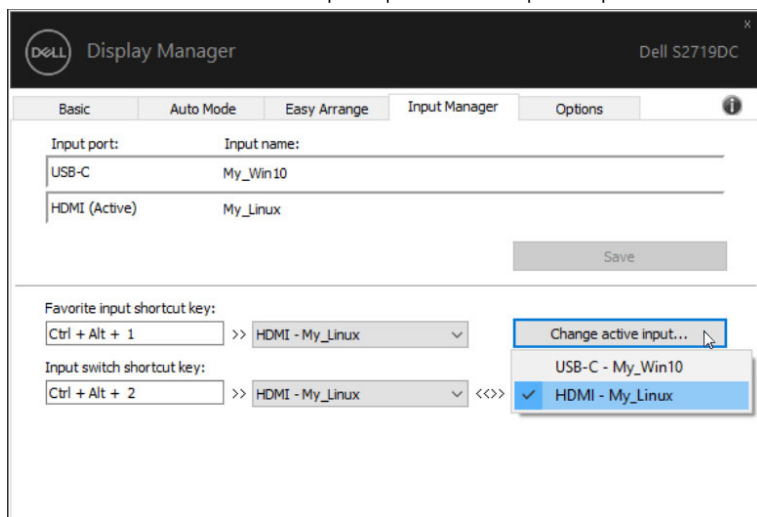 DELL Display Manager Dell S2719DC
x
Basic Auto Mode Easy Arrange Input Manager Options i
Input port: Input name:
USB-C My_Win10
HDMI (Active) My_Linux
Save
Favorite input shortcut key:
Ctrl + Alt + 1 >> HDMI - My_Linux Change active input...
Input switch shortcut key:
USB-C - My_Win10
Ctrl + Alt + 2 >> HDMI - My_Linux <<>> ✓ HDMI - My_Linux